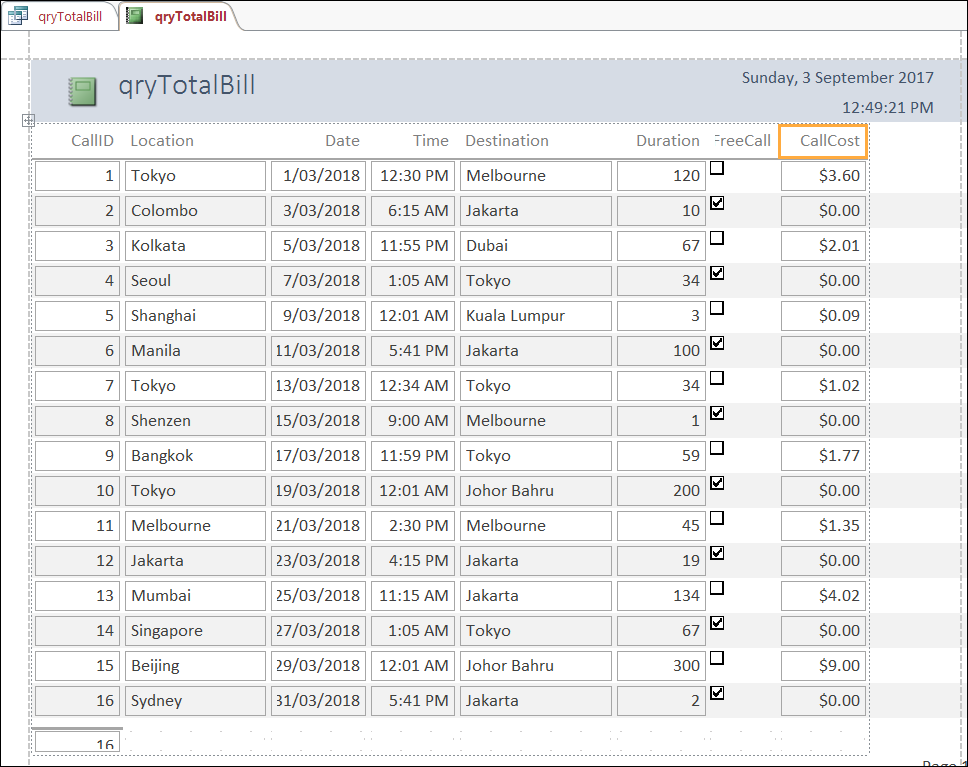 qryTotalBill qryTotalBill
qryTotalBill
Sunday, 3 September 2017
12:49:21 PM
CallID Location Date Time Destination Duration FreeCall CallCost
1 Tokyo 1/03/2018 12:30 PM Melbourne 120 $3.60
2 Colombo 3/03/2018 6:15 AM Jakarta 10 $0.00
3 Kolkata 5/03/2018 11:55 PM Dubai 67 $2.01
4 Seoul 7/03/2018 1:05 AM Tokyo 34 $0.00
5 Shanghai 9/03/2018 12:01 AM Kuala Lumpur 3 $0.09
6 Manila 11/03/2018 5:41 PM Jakarta 100 $0.00
7 Tokyo 13/03/2018 12:34 AM Tokyo 34 $1.02
8 Shenzen 15/03/2018 9:00 AM Melbourne 1 $0.00
9 Bangkok 17/03/2018 11:59 PM Tokyo 59 $1.77
10 Tokyo 19/03/2018 12:01 AM Johor Bahru 200 $0.00
11 Melbourne 21/03/2018 2:30 PM Melbourne 45 $1.35
12 Jakarta 23/03/2018 4:15 PM Jakarta 19 $0.00
13 Mumbai 25/03/2018 11:15 AM Jakarta 134 $4.02
14 Singapore 27/03/2018 1:05 AM Tokyo 67 $0.00
15 Beijing 29/03/2018 12:01 AM Johor Bahru 300 $9.00
16 Sydney 31/03/2018 5:41 PM Jakarta 2 $0.00
16
Page 1